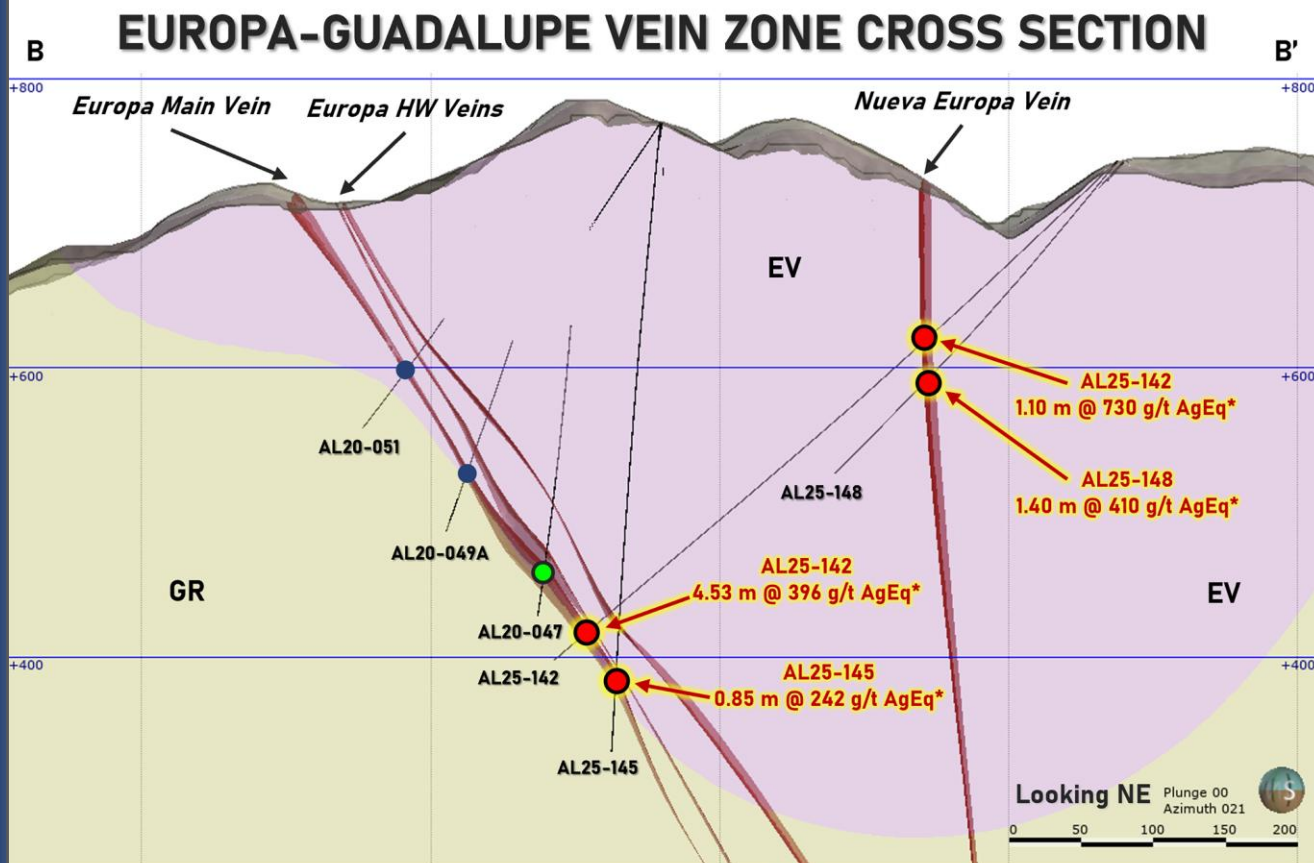 EUROPA-GUADALUPE VEIN ZONE CROSS SECTION
B
B'
+800
+800
Europa Main Vein
Europa HW Veins
Nueva Europa Vein
EV
+600
+600
AL25-142
1.10 m @ 730 g/t AgEq*
AL20-051
AL25-148
1.40 m @ 410 g/t AgEq*
AL25-148
AL20-049A
AL25-142
4.53 m @ 396 g/t AgEq*
GR
EV
AL20-047
+400
+400
AL25-142
AL25-145
0.85 m @ 242 g/t AgEq*
AL25-145
Looking NE
Plunge 00
Azimuth 021
S
0 50 100 150 200